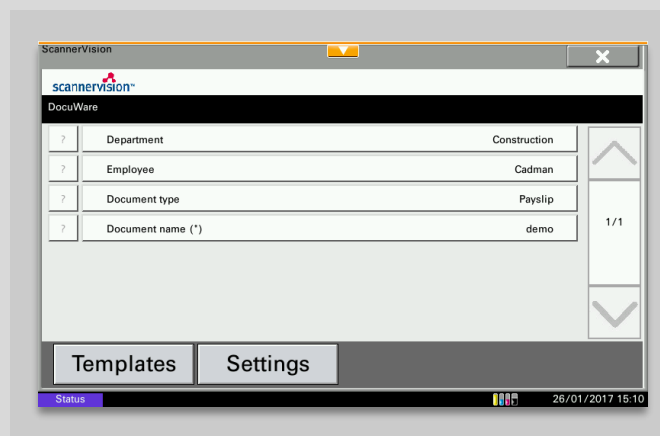 ScannerVision
scannervision™
DocuWare
? Department Construction
? Employee Cadman
? Document type Payslip
? Document name (*) demo
1/1
Templates Settings
Status 26/01/2017 15:10